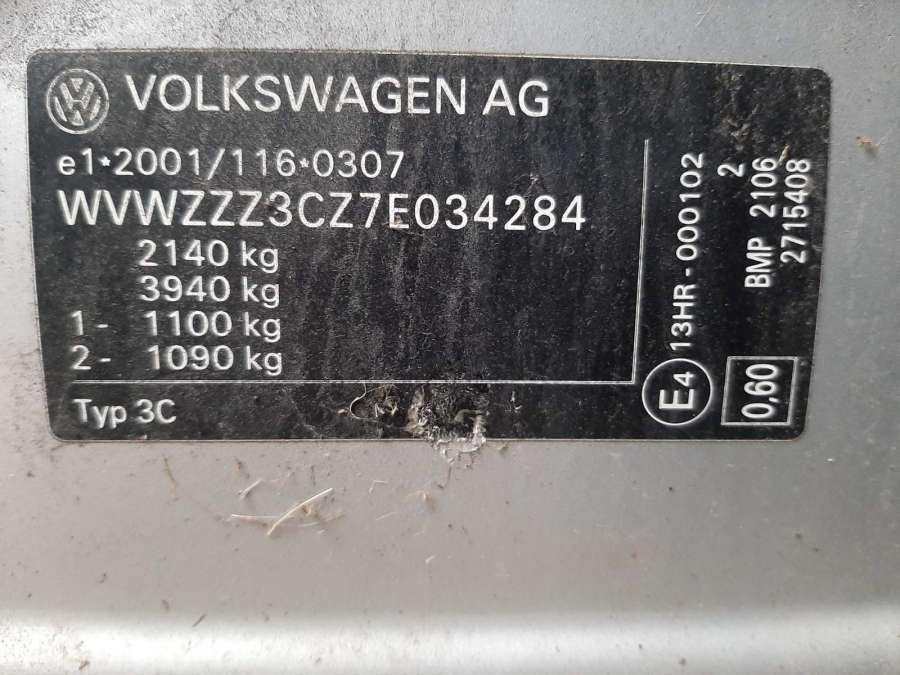 VOLKSWAGEN AG
e1*2001/116*0307
WVWZZZ3CZ7E034284
2140 kg
3940 kg
1- 1100 kg
2- 1090 kg
Typ 3C
E4
13HR-000102
2
BMP 2106
2715408
0,60